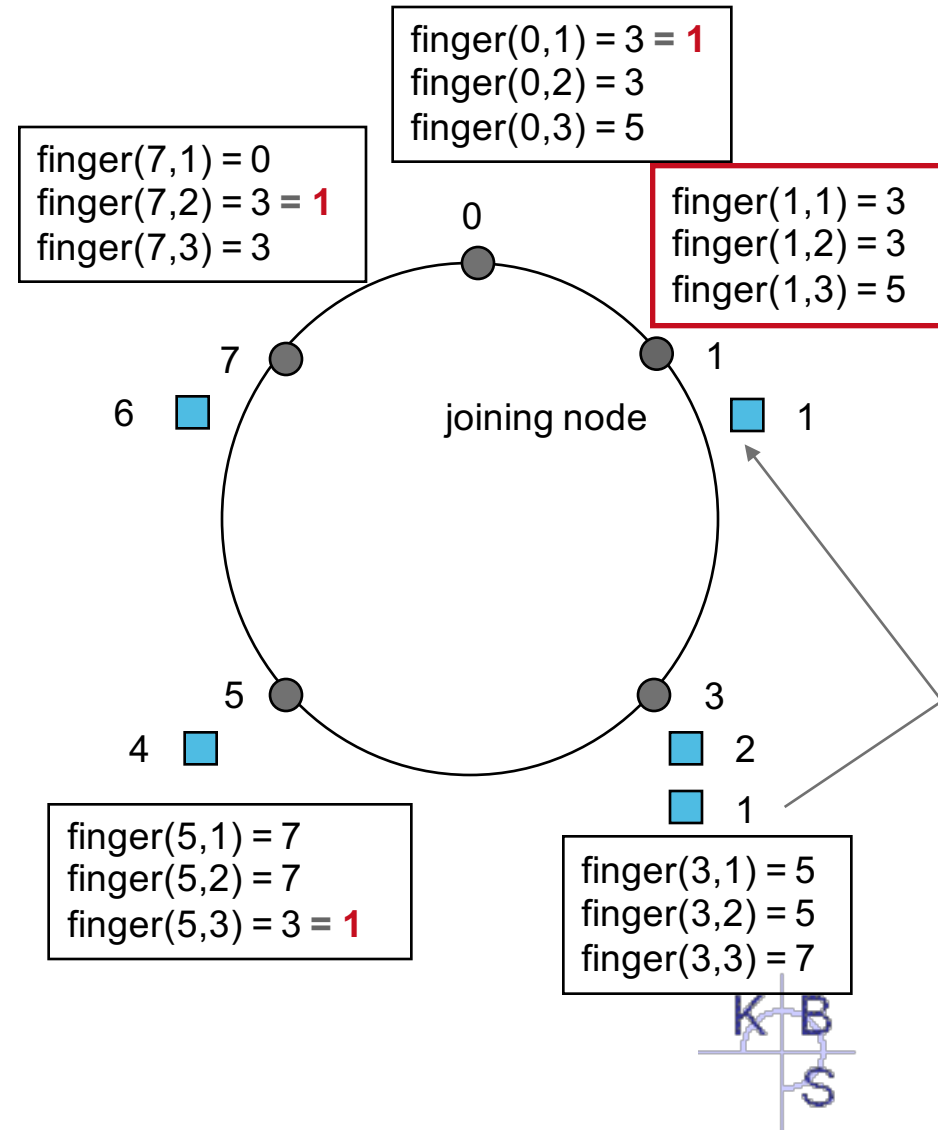 finger(0,1) = 3 = 1
finger(0,2) = 3
finger(0,3) = 5
finger(7,1) = 0
finger(7,2) = 3 = 1
finger(7,3) = 3
finger(1,1) = 3
finger(1,2) = 3
finger(1,3) = 5
0
7
1
6
joining node
1
5
3
4
2
1
finger(5,1) = 7
finger(5,2) = 7
finger(5,3) = 3 = 1
finger(3,1) = 5
finger(3,2) = 5
finger(3,3) = 7
K B
S